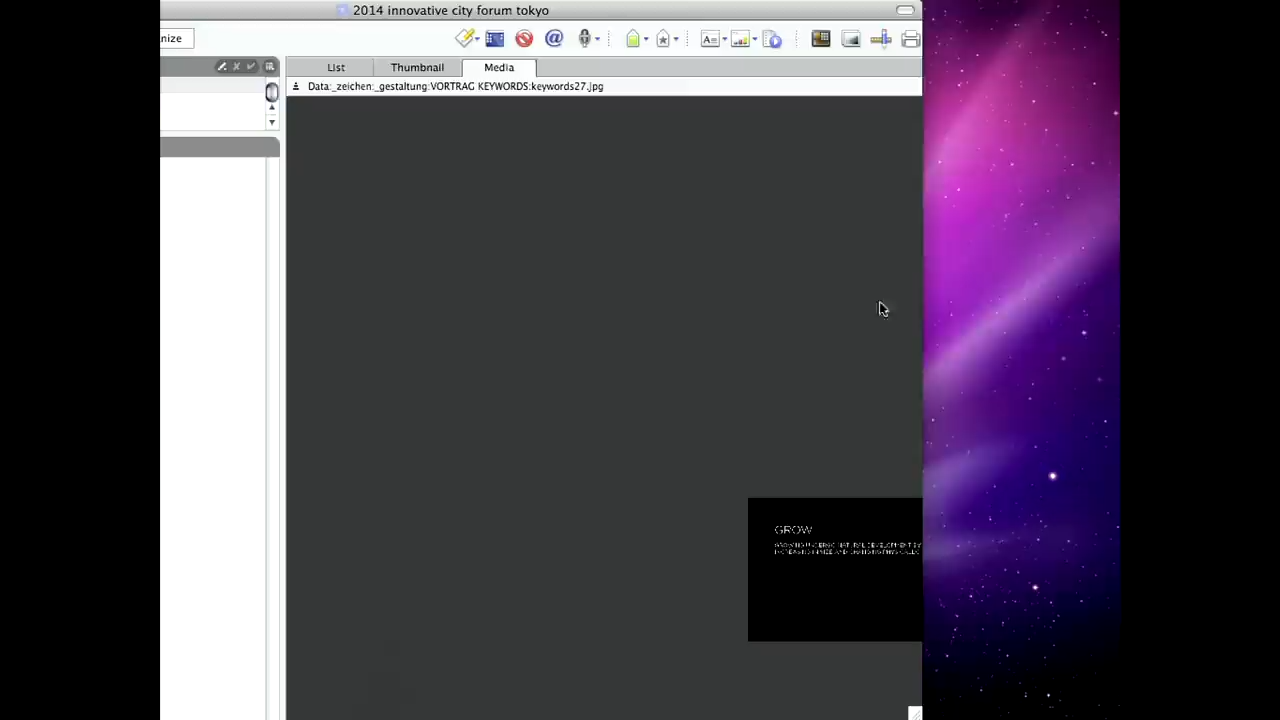 2014 innovative city forum tokyo
nize
List
Thumbnail
Media
Data:_zeichen:_gestaltung:VORTRAG KEYWORDS:keywords27.jpg
GROW